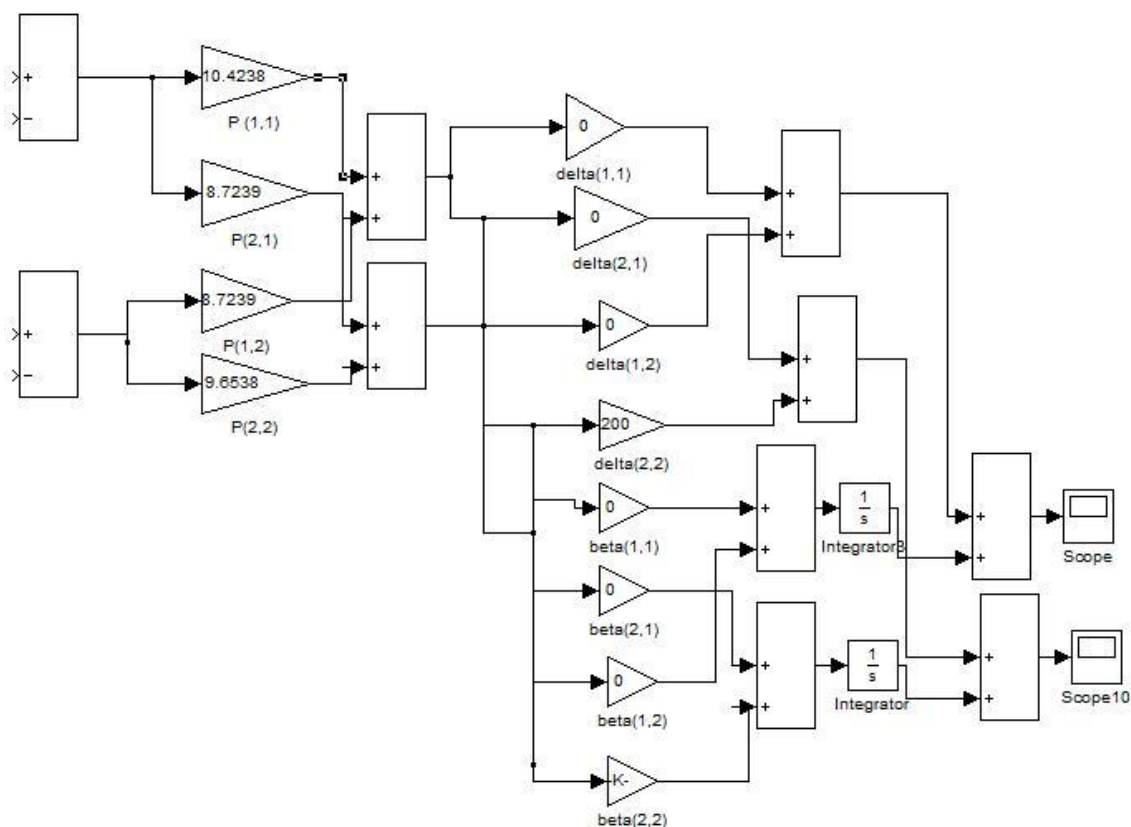 +
−
10.4238
P (1,1)
8.7239
P(2,1)
+
−
8.7239
P(1,2)
9.6538
P(2,2)
+
+
+
+
0
delta(1,1)
0
delta(2,1)
0
delta(1,2)
200
delta(2,2)
0
beta(1,1)
0
beta(2,1)
0
beta(1,2)
-K-
beta(2,2)
+
+
+
+
+
+
1
s
Integrator3
+
+
1
s
Integrator
+
+
Scope
+
+
Scope10